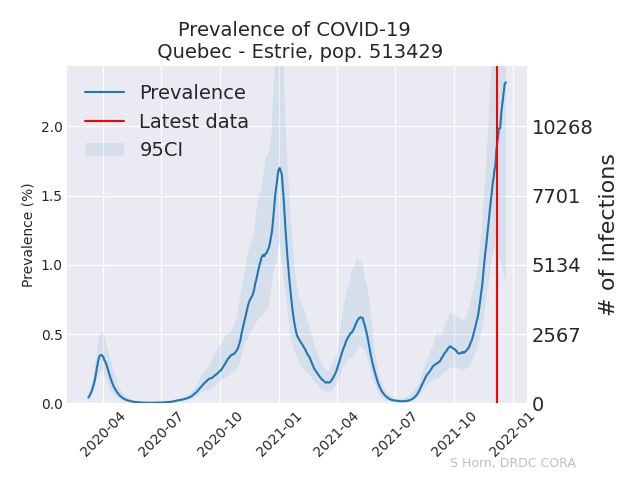 Prevalence of COVID-19
Quebec - Estrie, pop. 513429
Prevalence
Latest data
95CI
Prevalence (%)
2.0
1.5
1.0
0.5
0.0
10268
7701
5134
2567
0
# of infections
2020-04
2020-07
2020-10
2021-01
2021-04
2021-07
2021-10
2022-01
S Horn, DRDC CORA